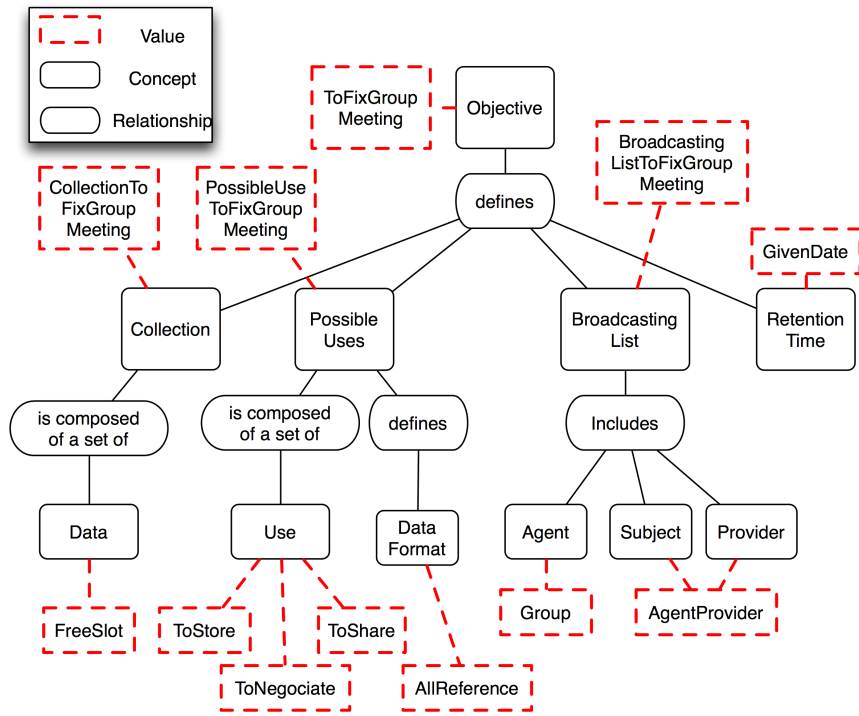 Value
Concept
Relationship
ToFixGroup
Meeting
Objective
Broadcasting
ListToFixGroup
Meeting
CollectionTo
FixGroup
Meeting
PossibleUse
ToFixGroup
Meeting
defines
GivenDate
Collection
Possible
Uses
Broadcasting
List
Retention
Time
is composed
of a set of
is composed
of a set of
defines
Includes
Data
Use
Data
Format
Agent
Subject
Provider
FreeSlot
ToStore
ToShare
Group
AgentProvider
ToNegociate
AllReference